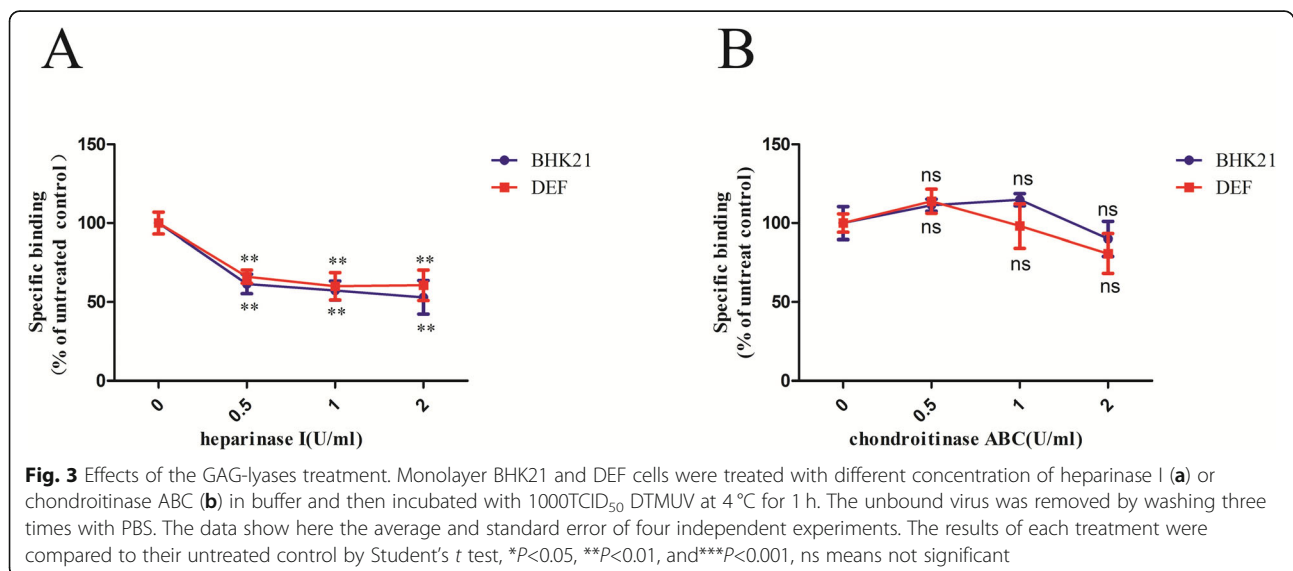 A
B
150
100
50
0
Specific binding
(% of untreated control)
**
**
**
**
**
**
0
0.5
1
2
heparinase I(U/ml)
BHK21
DEF
150
100
50
0
Specific binding
(% of untreat control)
ns
ns
ns
ns
ns
ns
0
0.5
1
2
chondroitinase ABC(U/ml)
BHK21
DEF
Fig. 3 Effects of the GAG-lyases treatment. Monolayer BHK21 and DEF cells were treated with different concentration of heparinase I (a) or
chondroitinase ABC (b) in buffer and then incubated with 1000TCID50 DTMUV at 4 °C for 1 h. The unbound virus was removed by washing three
times with PBS. The data show here the average and standard error of four independent experiments. The results of each treatment were
compared to their untreated control by Student's t test, *P<0.05, **P<0.01, and***P<0.001, ns means not significant